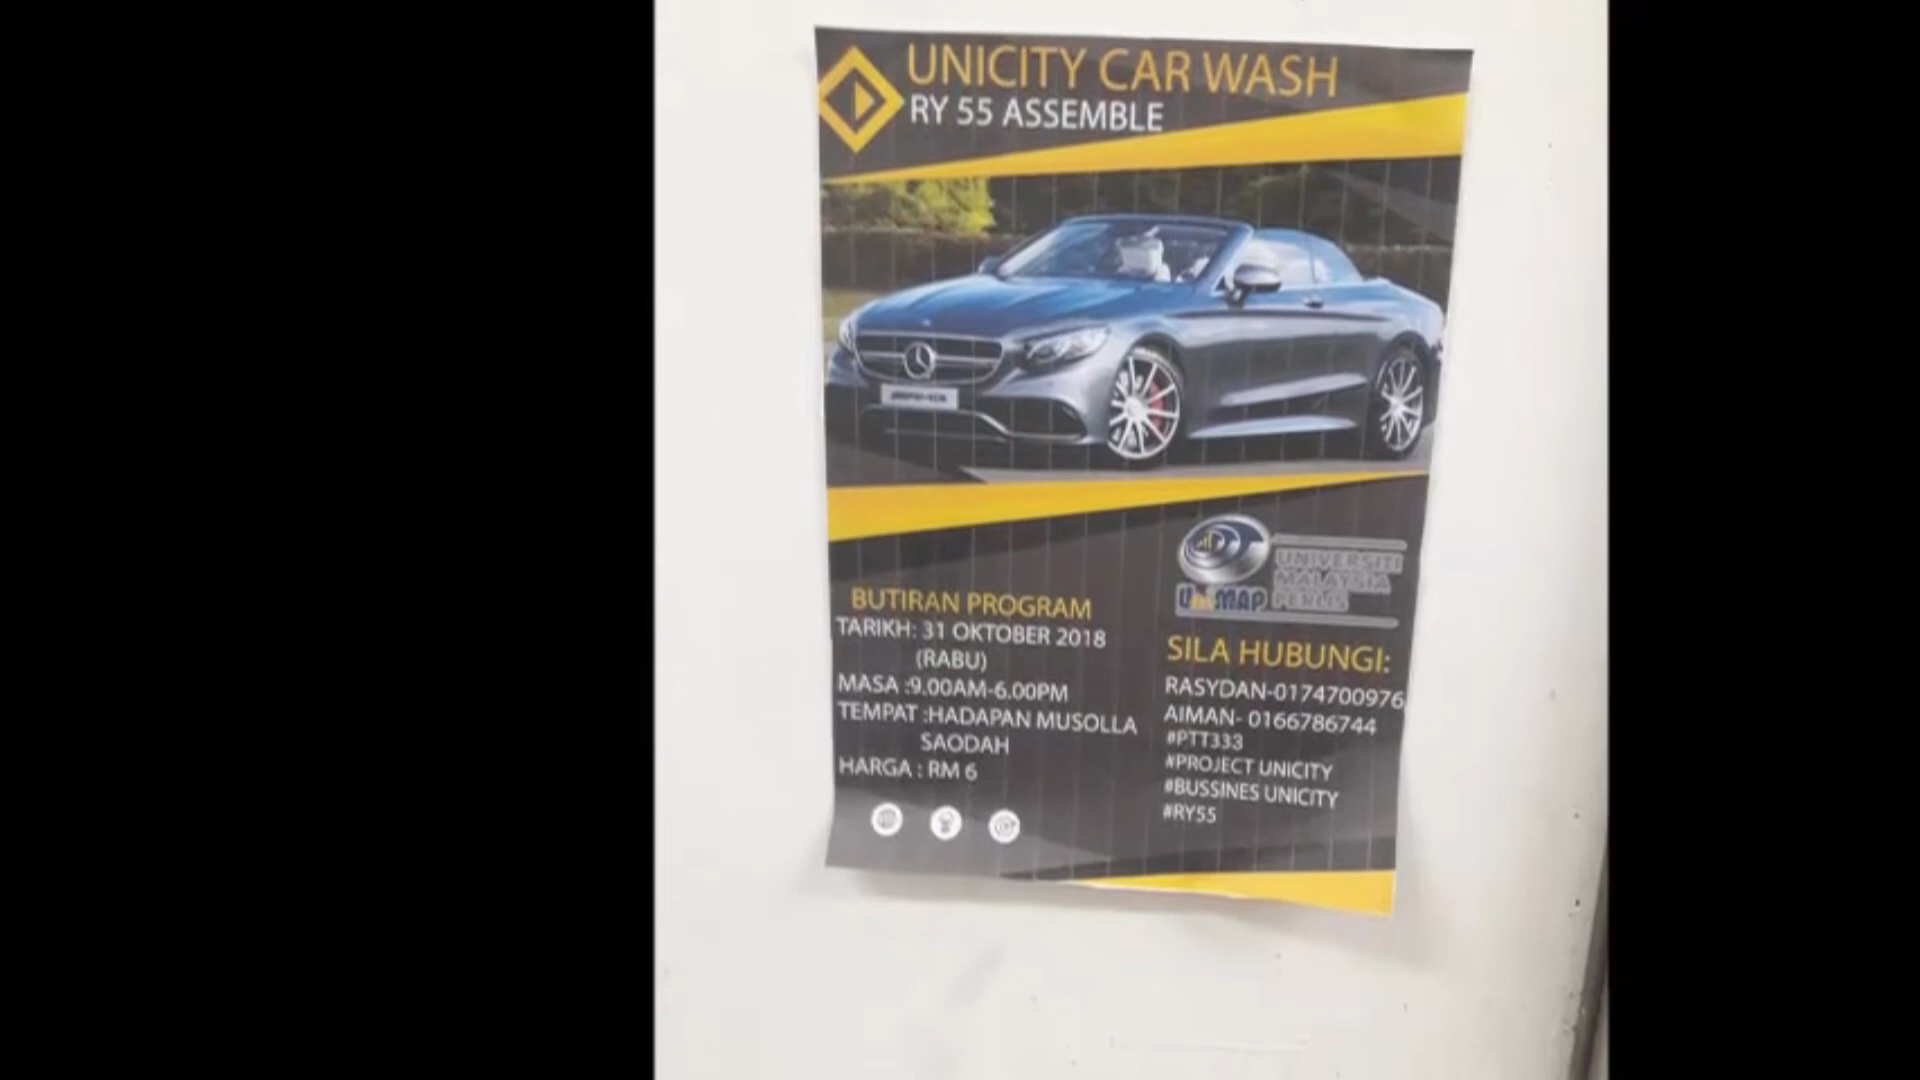 UNICITY CAR WASH
RY 55 ASSEMBLE
UNIVERSITI
MALAYSIA
PERLIS
UniMAP
BUTIRAN PROGRAM
TARIKH: 31 OKTOBER 2018
(RABU)
MASA :9.00AM-6.00PM
TEMPAT :HADAPAN MUSOLLA
SAODAH
HARGA : RM 6
SILA HUBUNGI:
RASYDAN-0174700976
AIMAN- 0166786744
#PTT333
#PROJECT UNICITY
#BUSSINES UNICITY
#RY55